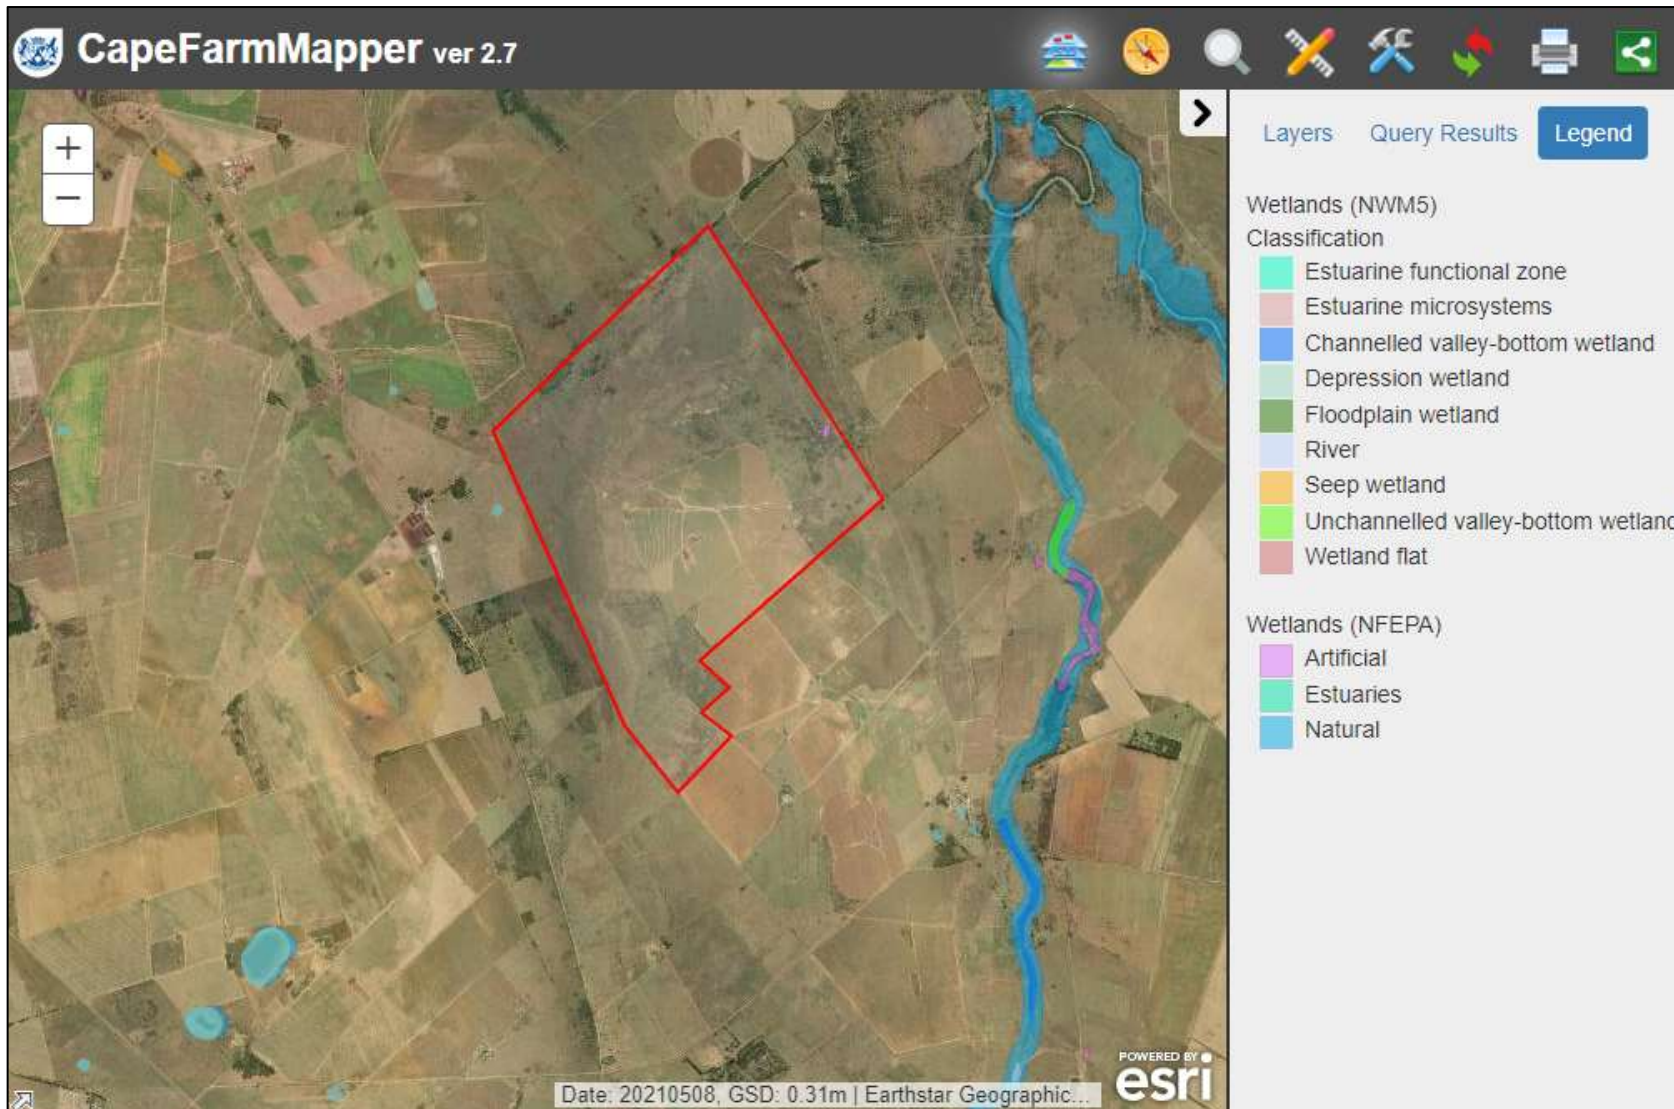 CapeFarmMapper ver 2.7
+
−
Layers Query Results Legend
Wetlands (NWM5)
Classification
Estuarine functional zone
Estuarine microsystems
Channelled valley-bottom wetland
Depression wetland
Floodplain wetland
River
Seep wetland
Unchannelled valley-bottom wetland
Wetland flat
Wetlands (NFEPA)
Artificial
Estuaries
Natural
POWERED BY
esri
Date: 20210508, GSD: 0.31m | Earthstar Geographic...